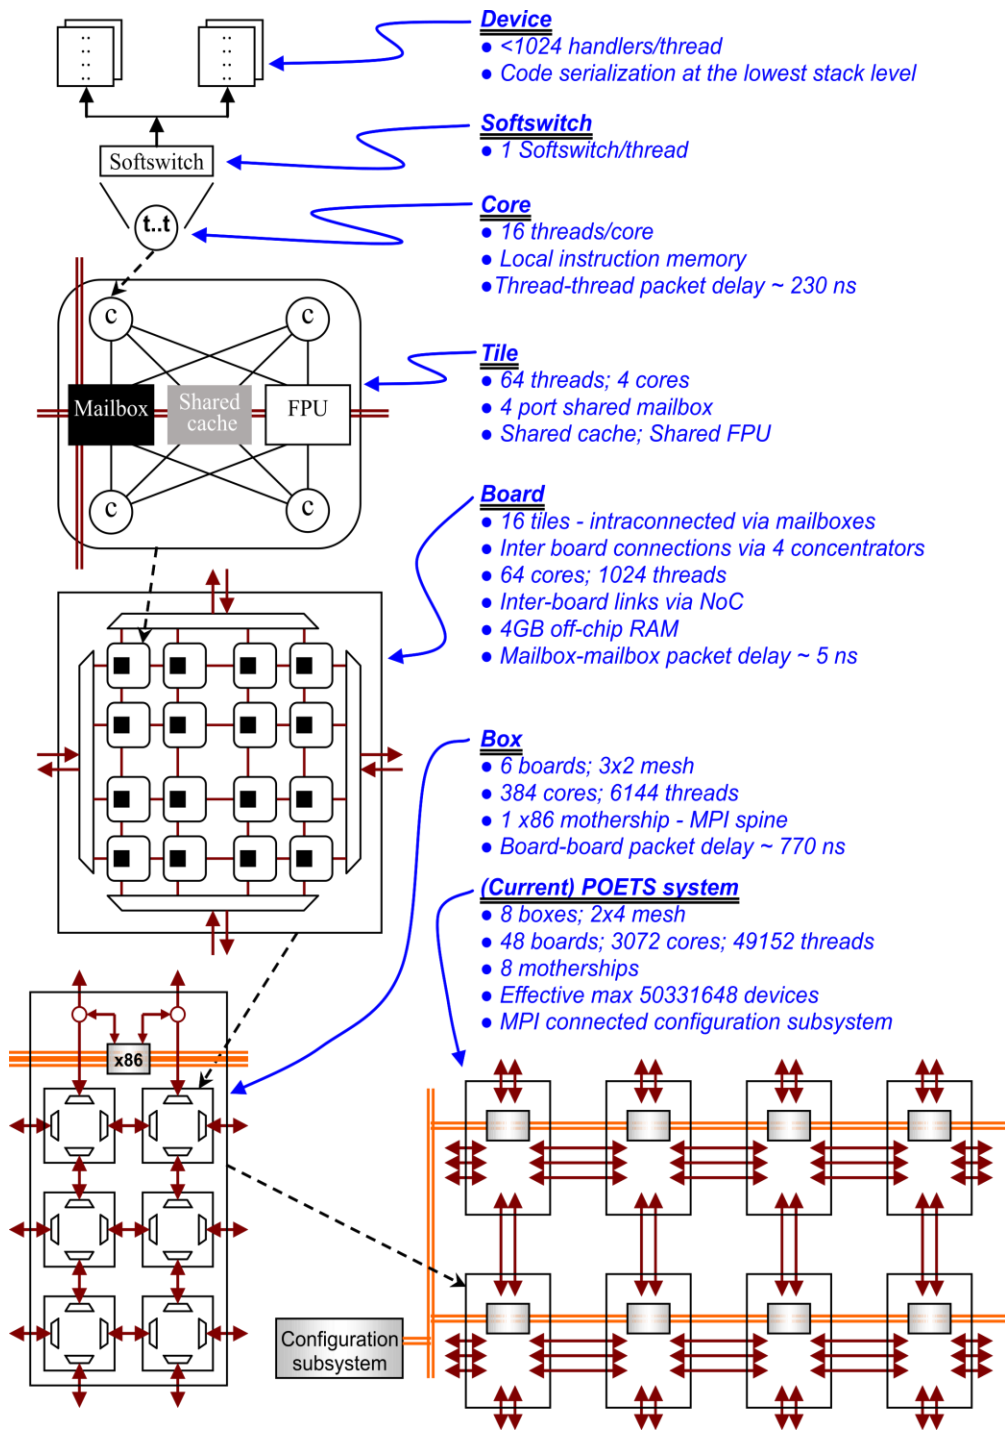 Device
● <1024 handlers/thread
● Code serialization at the lowest stack level
Softswitch
Softswitch
● 1 Softswitch/thread
t..t
Core
● 16 threads/core
● Local instruction memory
● Thread-thread packet delay ~ 230 ns
c
c
Mailbox
Shared
cache
FPU
c
c
Tile
● 64 threads; 4 cores
● 4 port shared mailbox
● Shared cache; Shared FPU
Board
● 16 tiles - intraconnected via mailboxes
● Inter board connections via 4 concentrators
● 64 cores; 1024 threads
● Inter-board links via NoC
● 4GB off-chip RAM
● Mailbox-mailbox packet delay ~ 5 ns
Box
● 6 boards; 3x2 mesh
● 384 cores; 6144 threads
● 1 x86 mothership - MPI spine
● Board-board packet delay ~ 770 ns
(Current) POETS system
● 8 boxes; 2x4 mesh
● 48 boards; 3072 cores; 49152 threads
● 8 motherships
● Effective max 50331648 devices
● MPI connected configuration subsystem
x86
Configuration
subsystem